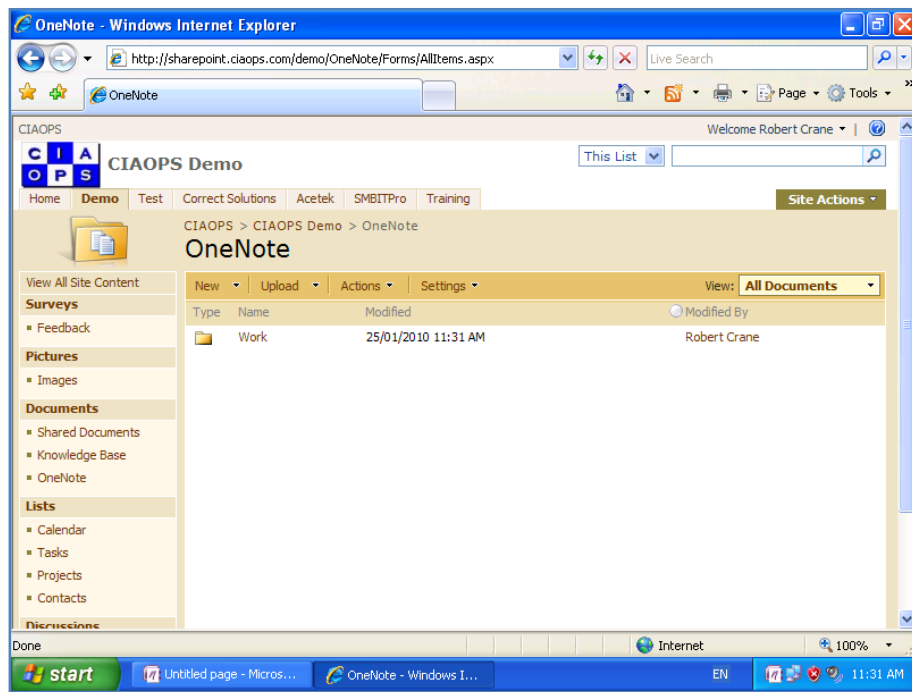 OneNote - Windows Internet Explorer
http://sharepoint.ciaops.com/demo/OneNote/Forms/AllItems.aspx
Live Search
OneNote
Page
Tools
CIAOPS
Welcome Robert Crane
C I A
O P S
CIAOPS Demo
This List
Home Demo Test Correct Solutions Acetek SMBITPro Training
Site Actions
CIAOPS > CIAOPS Demo > OneNote
OneNote
View All Site Content
New Upload Actions Settings View: All Documents
Surveys
Type Name Modified Modified By
Feedback
Work 25/01/2010 11:31 AM Robert Crane
Pictures
Images
Documents
Shared Documents
Knowledge Base
OneNote
Lists
Calendar
Tasks
Projects
Contacts
Discussions
Done Internet 100%
start Untitled page - Micros... OneNote - Windows I... EN 11:31 AM